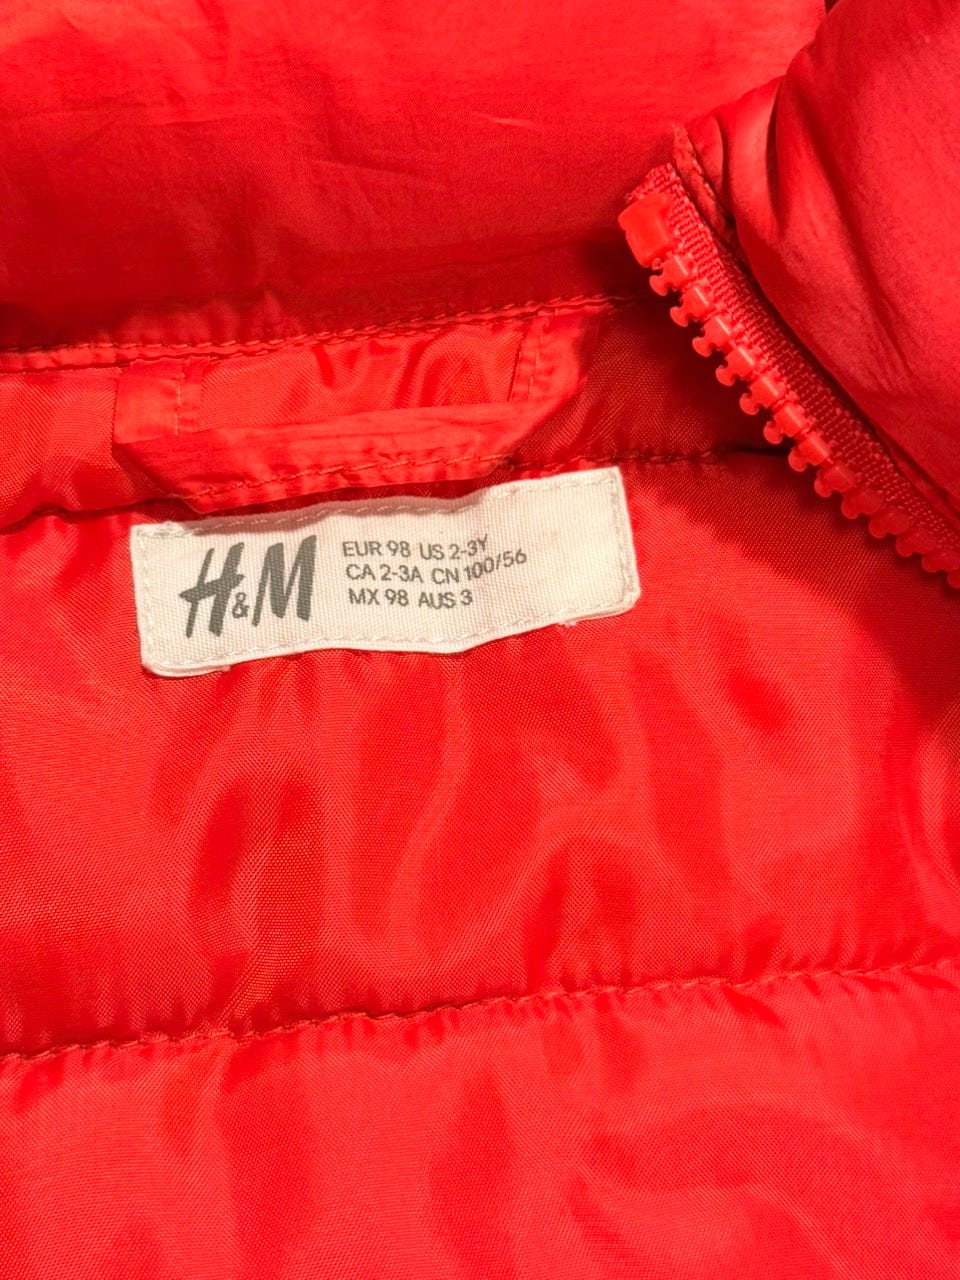 H&M
EUR 98 US 2-3Y
CA 2-3A CN 100/56
MX 98 AUS 3